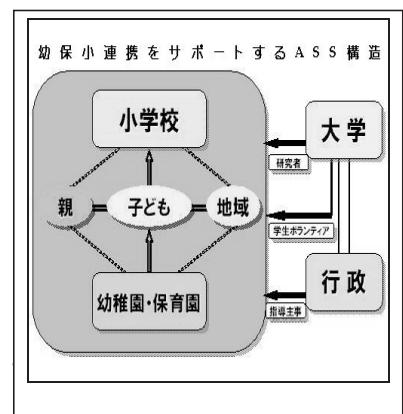 幼保小連携をサポートするASS構造
小学校
大学
研究者
親
子ども
地域
学生ボランティア
行政
幼稚園・保育園
指導主事